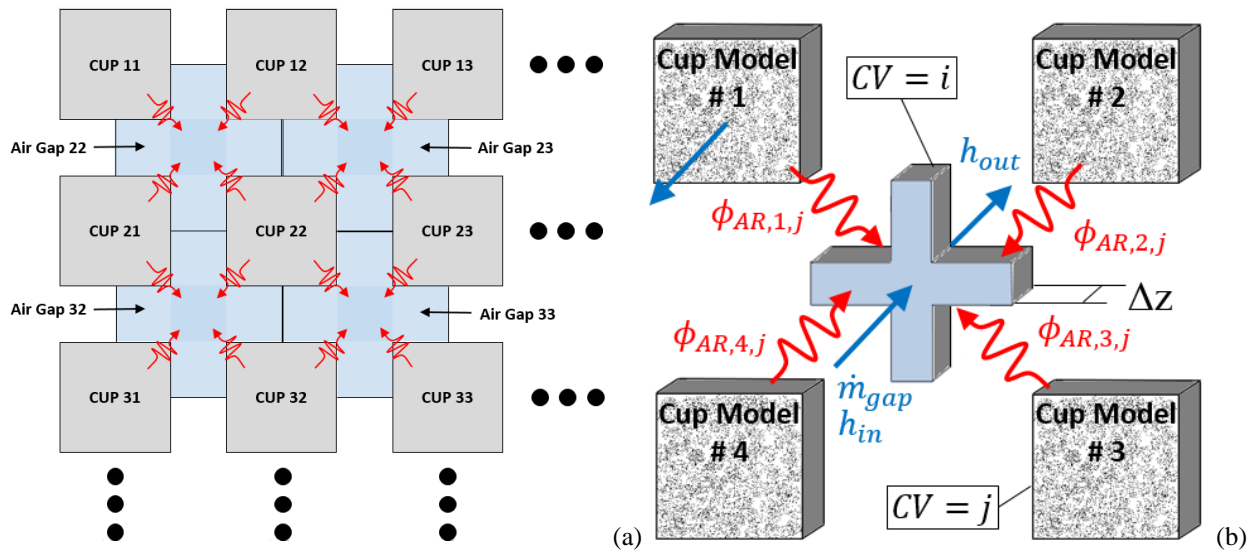 CUP 11
CUP 12
CUP 13
Air Gap 22
Air Gap 23
CUP 21
CUP 22
CUP 23
Air Gap 32
Air Gap 33
CUP 31
CUP 32
CUP 33
(a)
Cup Model
# 1
CV = i
Cup Model
# 2
h_out
ϕ_AR,1,j
ϕ_AR,2,j
Δz
ϕ_AR,4,j
ϕ_AR,3,j
ṁ_gap
h_in
Cup Model
# 4
Cup Model
# 3
CV = j
(b)